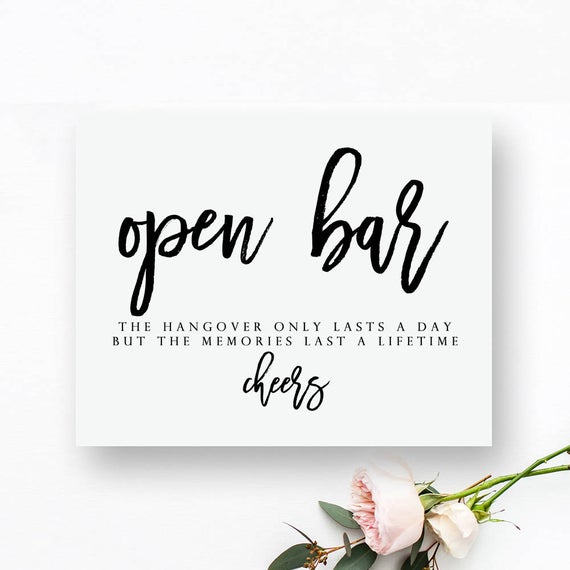 open bar
THE HANGOVER ONLY LASTS A DAY
BUT THE MEMORIES LAST A LIFETIME
cheers